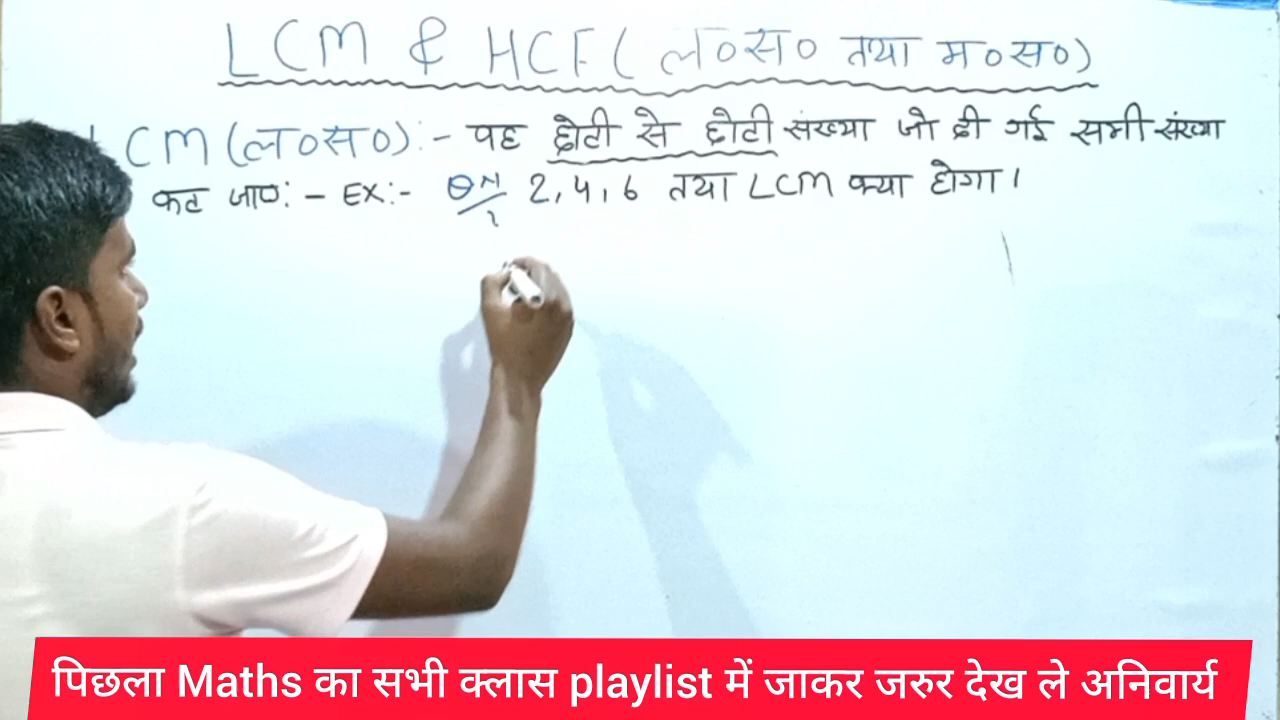 LCM & HCF (ल०स० तथा म०स०)
LCM (ल०स०):- वह छोटी से छोटी संख्या जो दी गई सभी संख्या
कट जाए:- Ex:- 2, 4, 6 तथा LCM क्या होगा।
पिछला Maths का सभी क्लास playlist में जाकर जरुर देख ले अनिवार्य